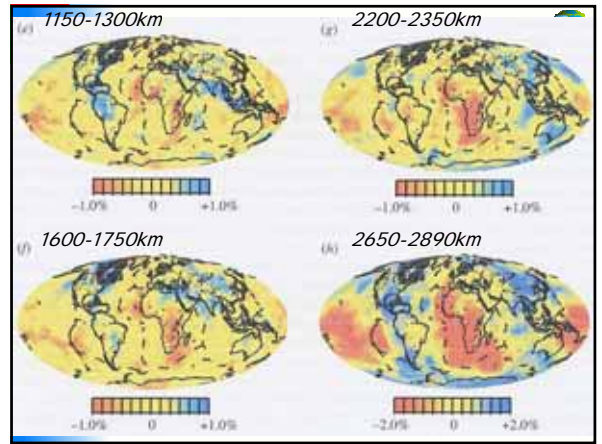 (e) 1150-1300km
(g) 2200-2350km
-1.0% 0 +1.0%
-1.0% 0 +1.0%
(f) 1600-1750km
(h) 2650-2890km
-1.0% 0 +1.0%
-2.0% 0 +2.0%